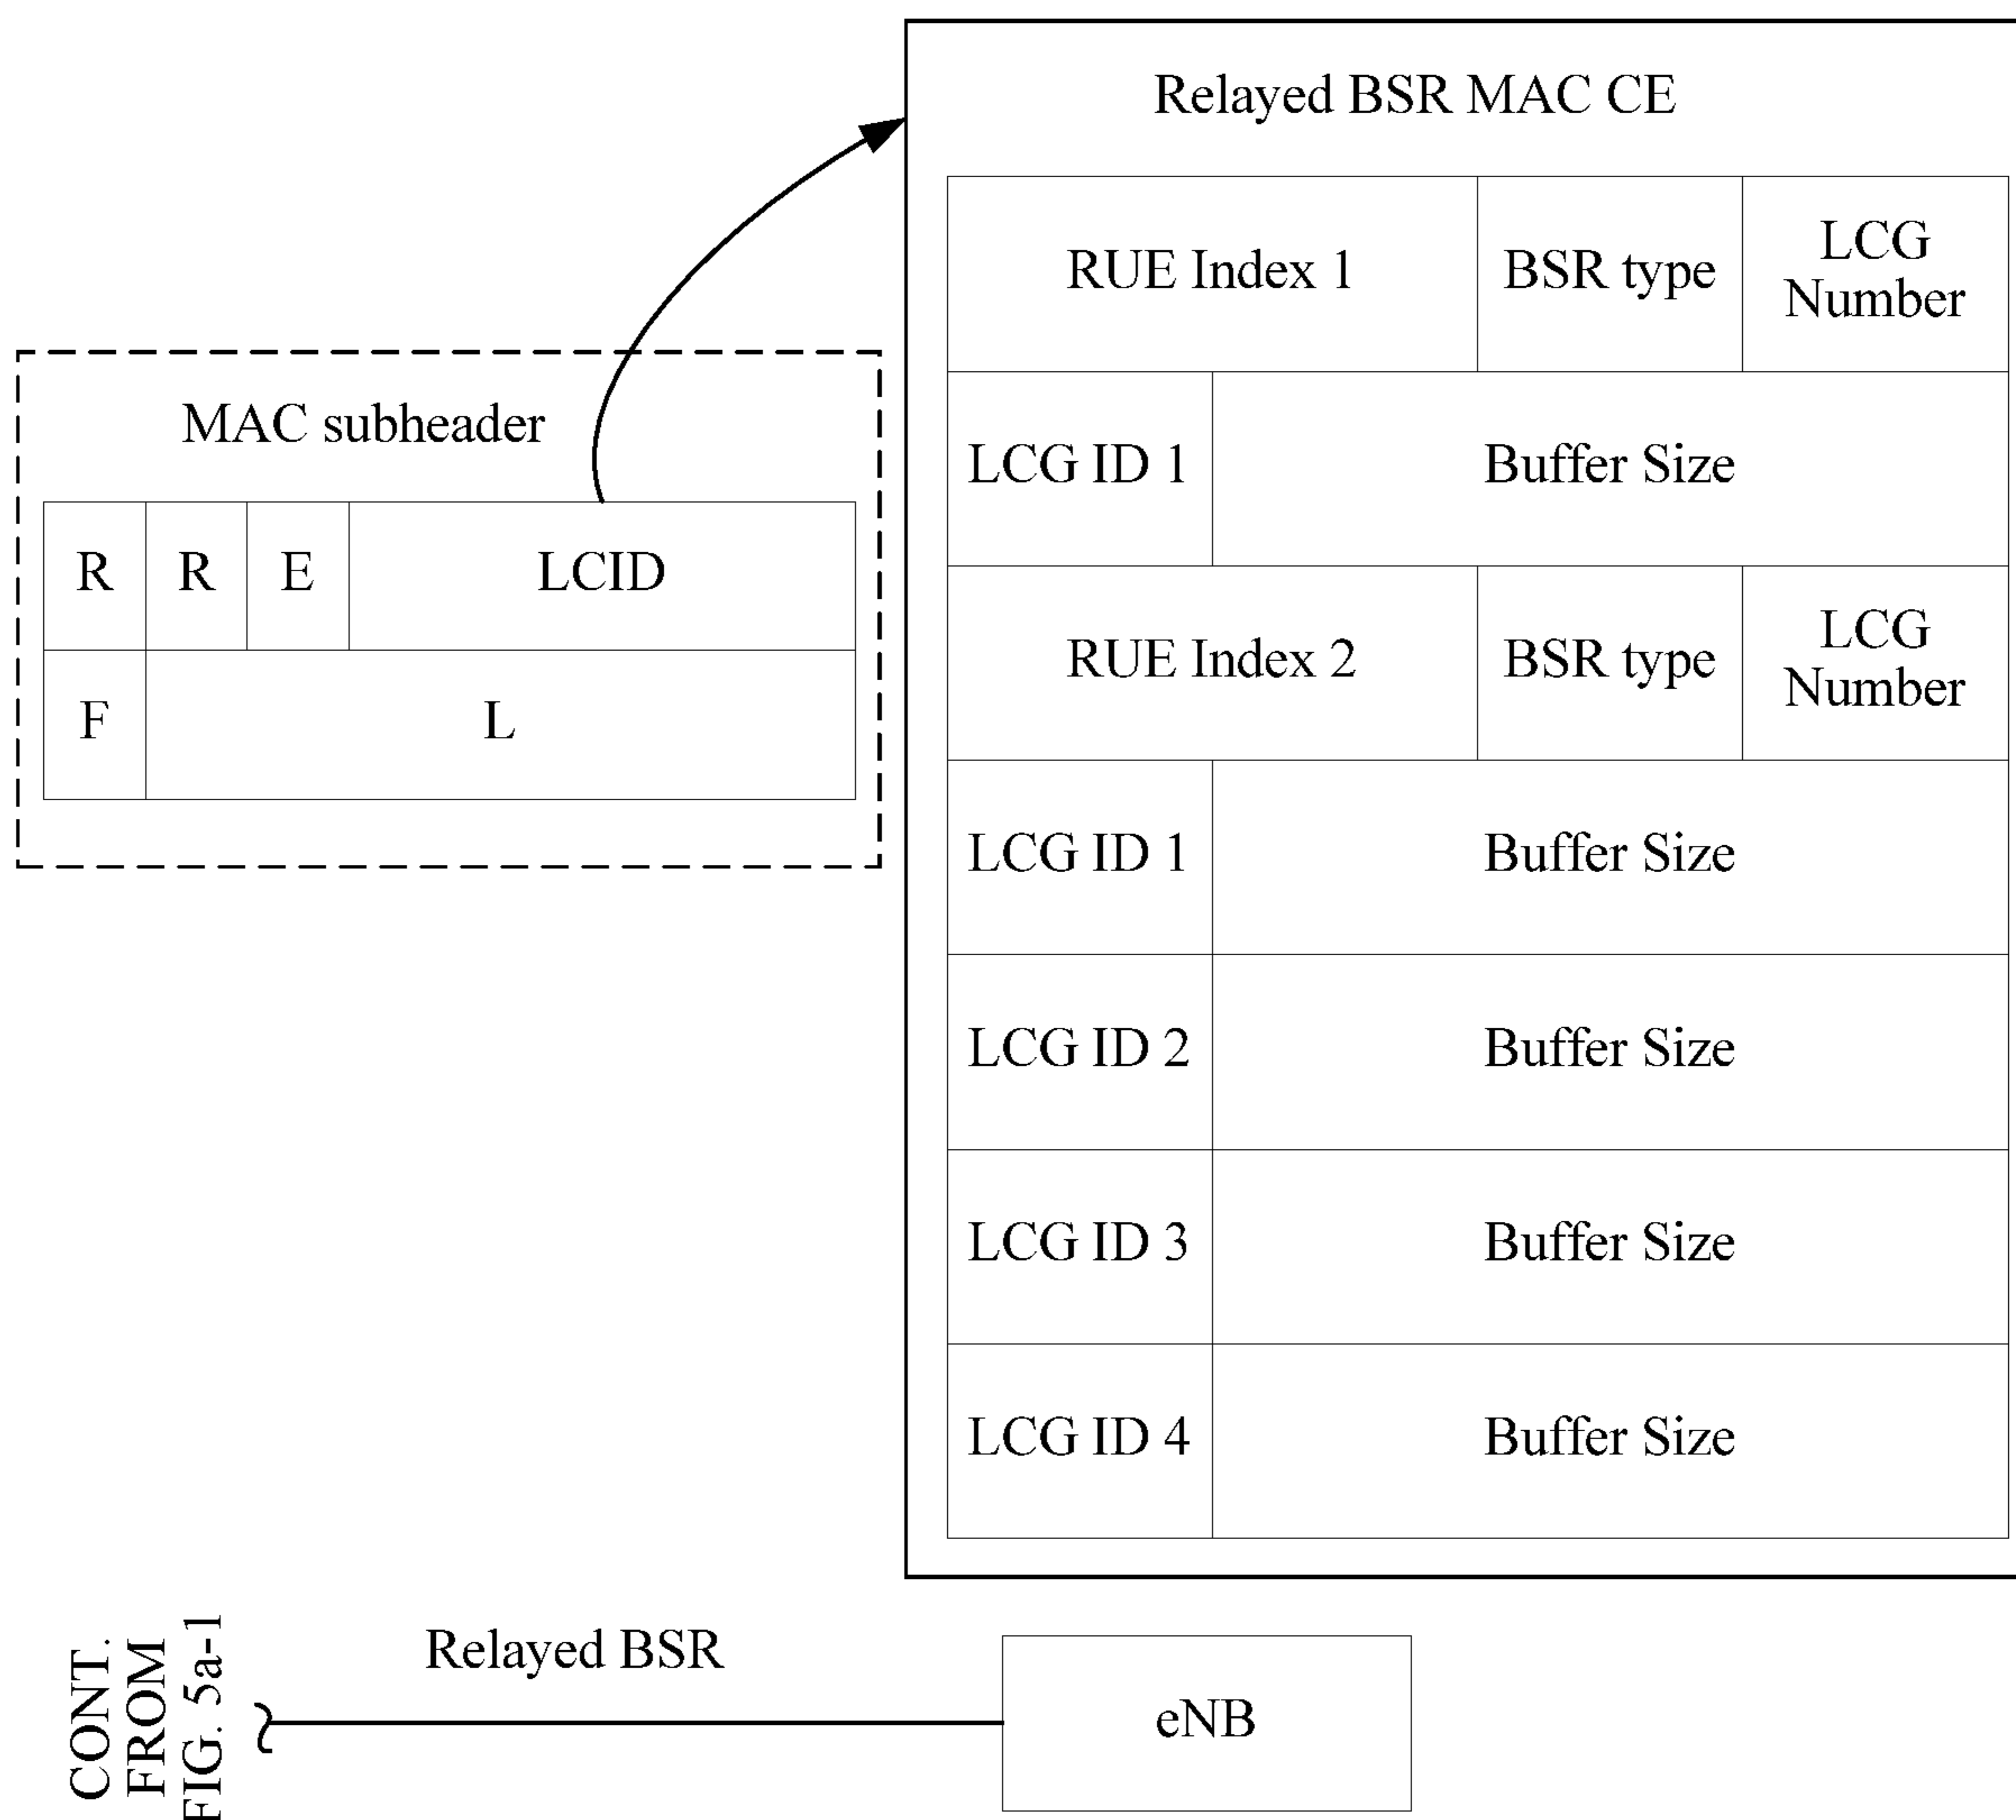 Relayed BSR MAC CE
RUE Index 1 BSR type LCG Number
LCG ID 1 Buffer Size
RUE Index 2 BSR type LCG Number
LCG ID 1 Buffer Size
LCG ID 2 Buffer Size
LCG ID 3 Buffer Size
LCG ID 4 Buffer Size
MAC subheader
R R E LCID
F L
CONT.
FROM
FIG. 5a-1
Relayed BSR
eNB